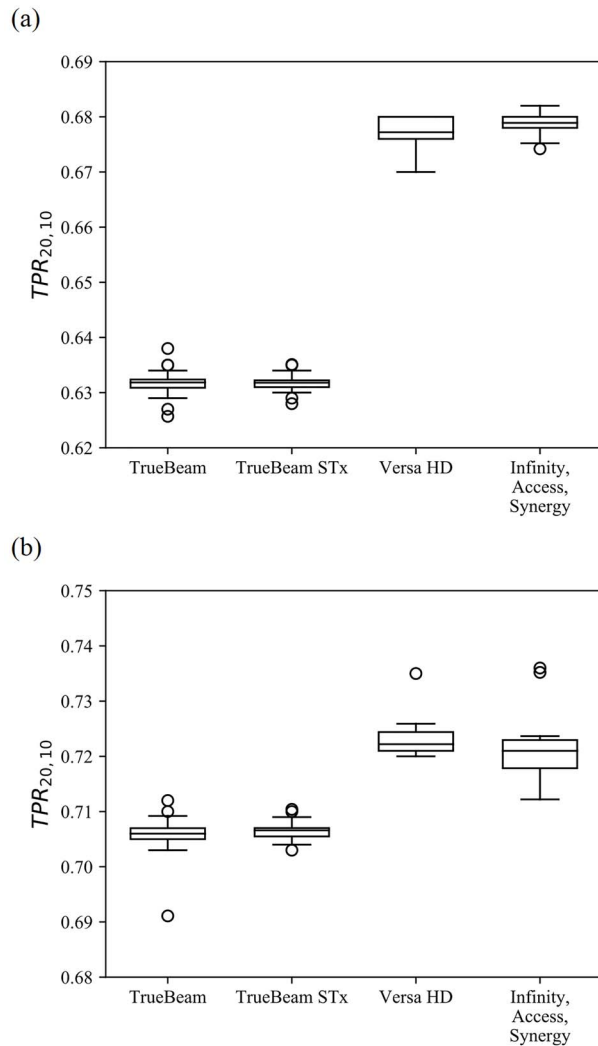 (a)
0.69
0.68
0.67
0.66
0.65
0.64
0.63
0.62
TPR20, 10
TrueBeam
TrueBeam STx
Versa HD
Infinity,
Access,
Synergy
(b)
0.75
0.74
0.73
0.72
0.71
0.70
0.69
0.68
TPR20, 10
TrueBeam
TrueBeam STx
Versa HD
Infinity,
Access,
Synergy